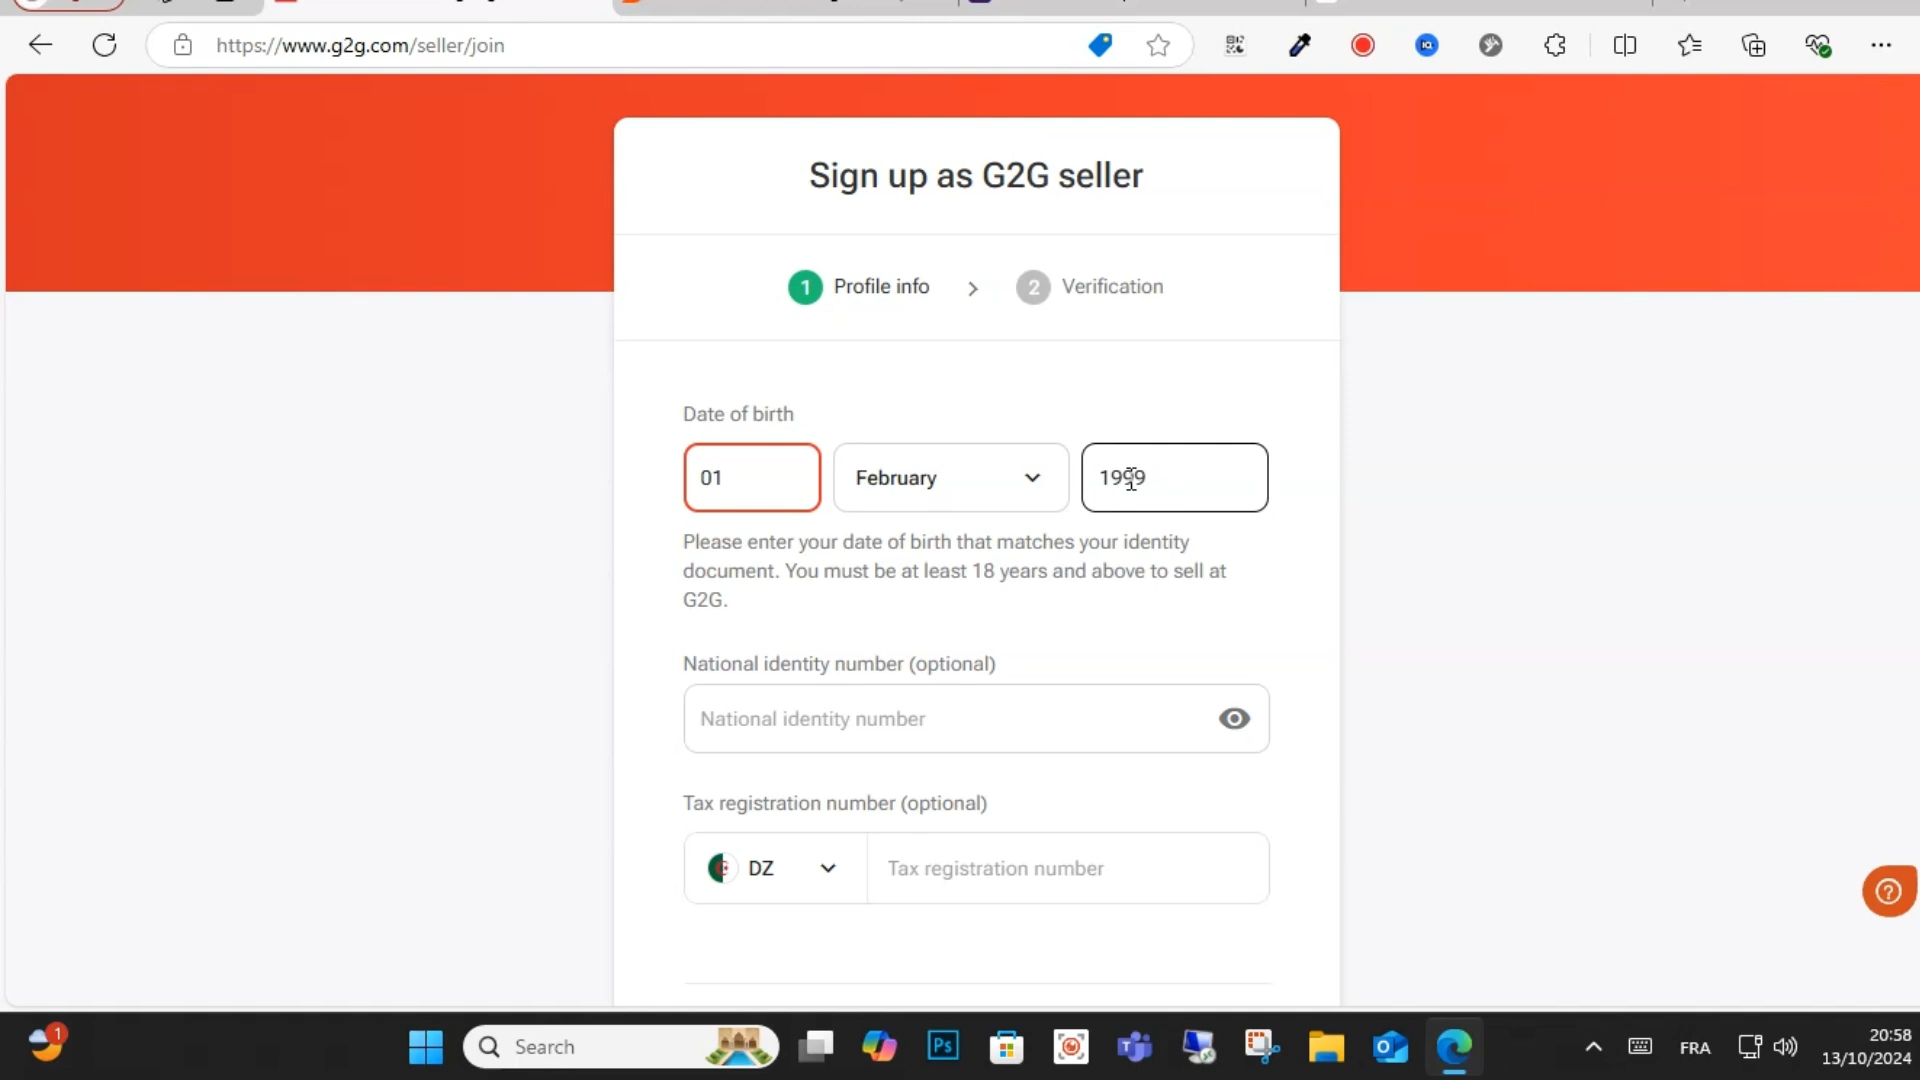 https://www.g2g.com/seller/join
Sign up as G2G seller
1 Profile info > 2 Verification
Date of birth
01 February 1999
Please enter your date of birth that matches your identity
document. You must be at least 18 years and above to sell at
G2G.
National identity number (optional)
National identity number
Tax registration number (optional)
DZ Tax registration number
1
Search
Ps
FRA
20:58
13/10/2024